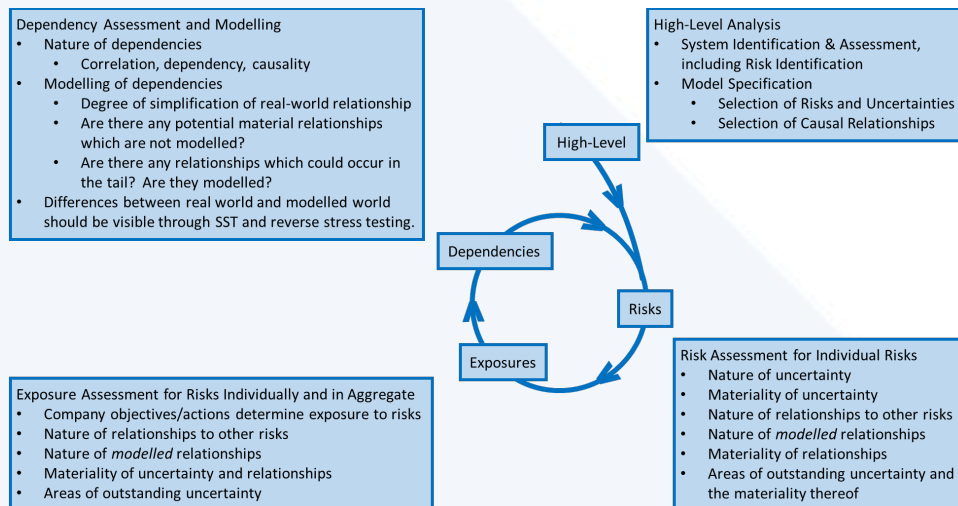 Dependency Assessment and Modelling
• Nature of dependencies
• Correlation, dependency, causality
• Modelling of dependencies
• Degree of simplification of real-world relationship
• Are there any potential material relationships
which are not modelled?
• Are there any relationships which could occur in
the tail? Are they modelled?
• Differences between real world and modelled world
should be visible through SST and reverse stress testing.
High-Level Analysis
• System Identification & Assessment,
including Risk Identification
• Model Specification
• Selection of Risks and Uncertainties
• Selection of Causal Relationships
High-Level
Dependencies
Risks
Exposures
Exposure Assessment for Risks Individually and in Aggregate
• Company objectives/actions determine exposure to risks
• Nature of relationships to other risks
• Nature of modelled relationships
• Materiality of uncertainty and relationships
• Areas of outstanding uncertainty
Risk Assessment for Individual Risks
• Nature of uncertainty
• Materiality of uncertainty
• Nature of relationships to other risks
• Nature of modelled relationships
• Materiality of relationships
• Areas of outstanding uncertainty and
the materiality thereof